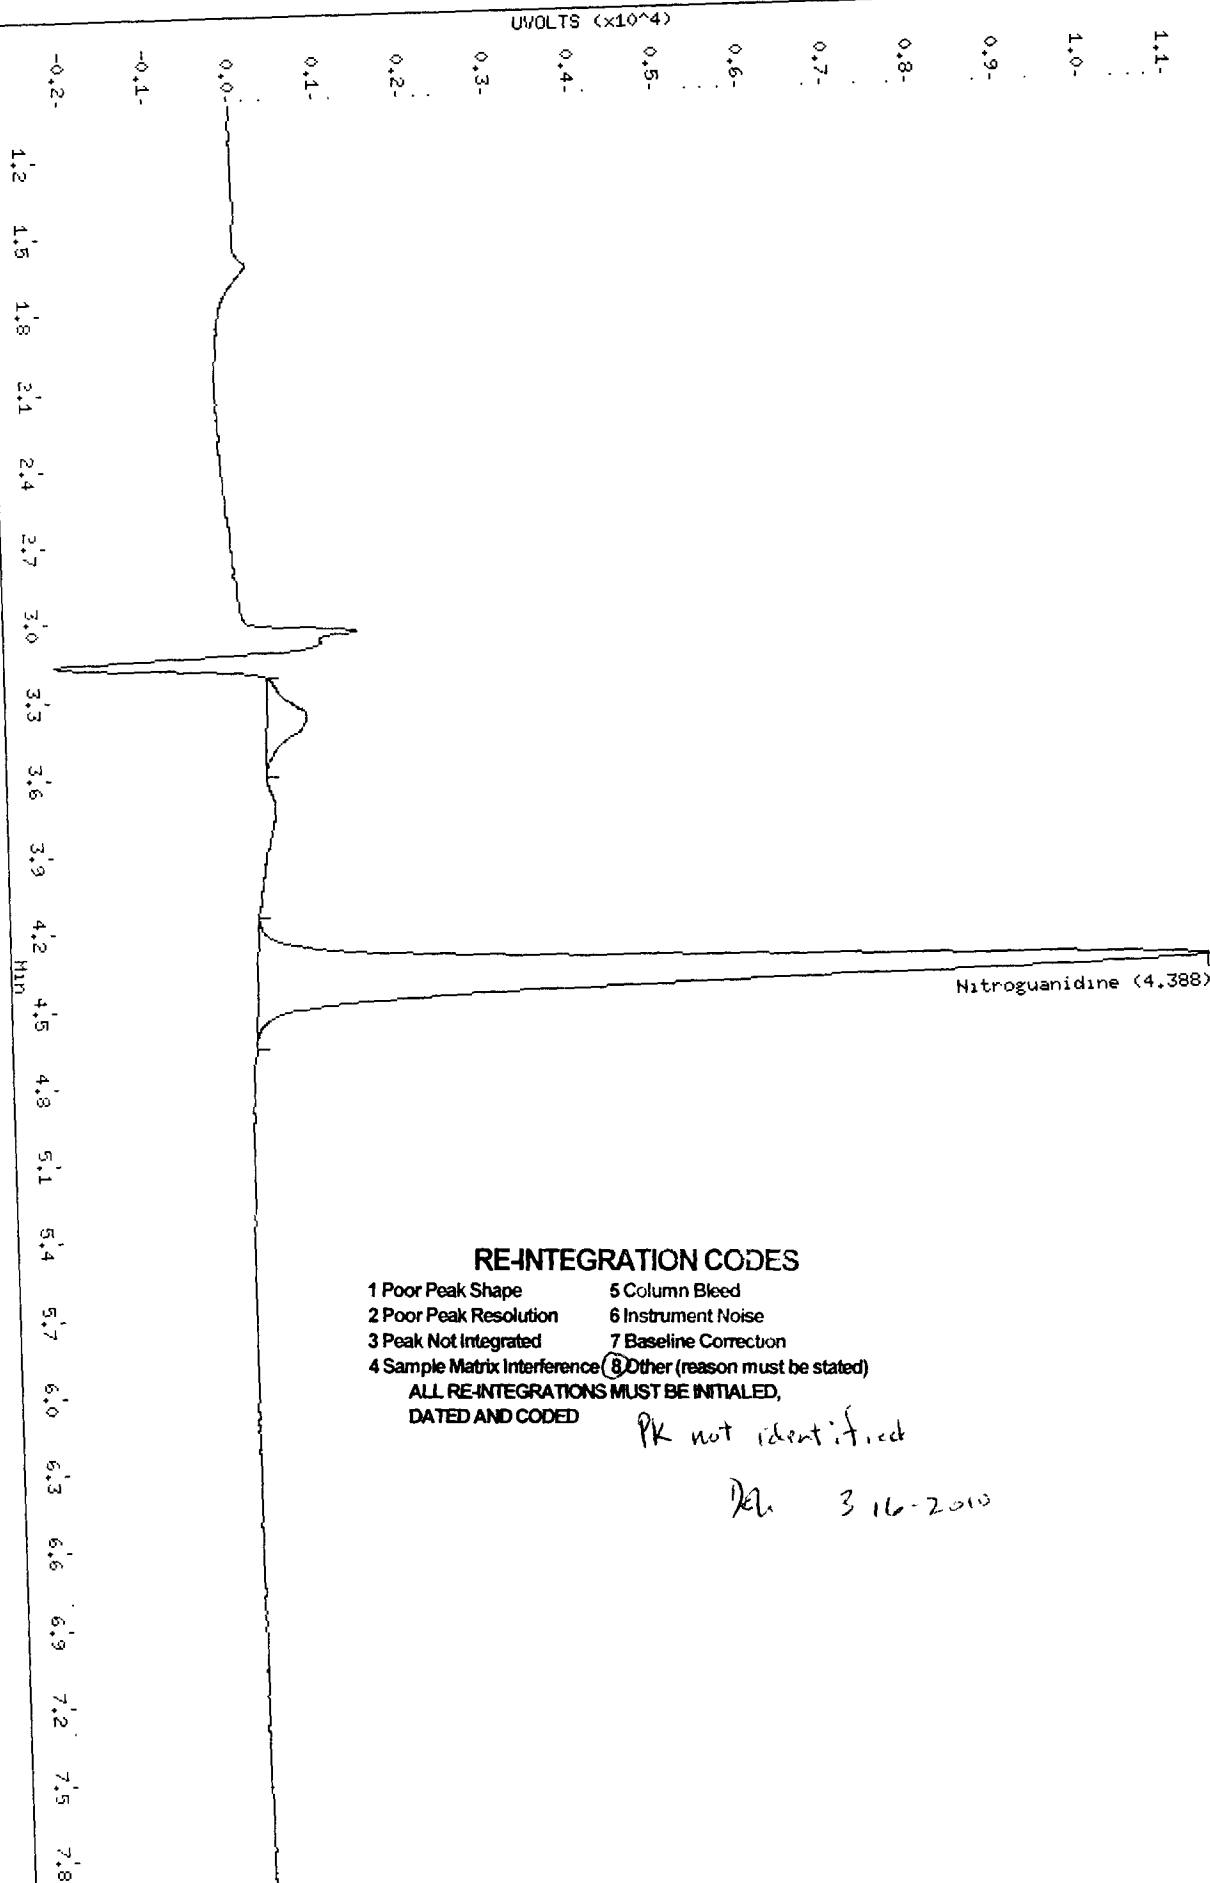 UVOLTS (x10^4)
-0.2- -0.1- 0.0- 0.1- 0.2- 0.3- 0.4- 0.5- 0.6- 0.7- 0.8- 0.9- 1.0- 1.1-
1.2 1.5 1.8 2.1 2.4 2.7 3.0 3.3 3.6 3.9 4.2 4.5 4.8 5.1 5.4 5.7 6.0 6.3 6.6 6.9 7.2 7.5 7.8
Min
Nitroguanidine (4.388)
RE-INTEGRATION CODES
1 Poor Peak Shape 5 Column Bleed
2 Poor Peak Resolution 6 Instrument Noise
3 Peak Not Integrated 7 Baseline Correction
4 Sample Matrix Interference 8 Other (reason must be stated)
ALL RE-INTEGRATIONS MUST BE INITIALED,
DATED AND CODED
PK not identified
3 16-2010